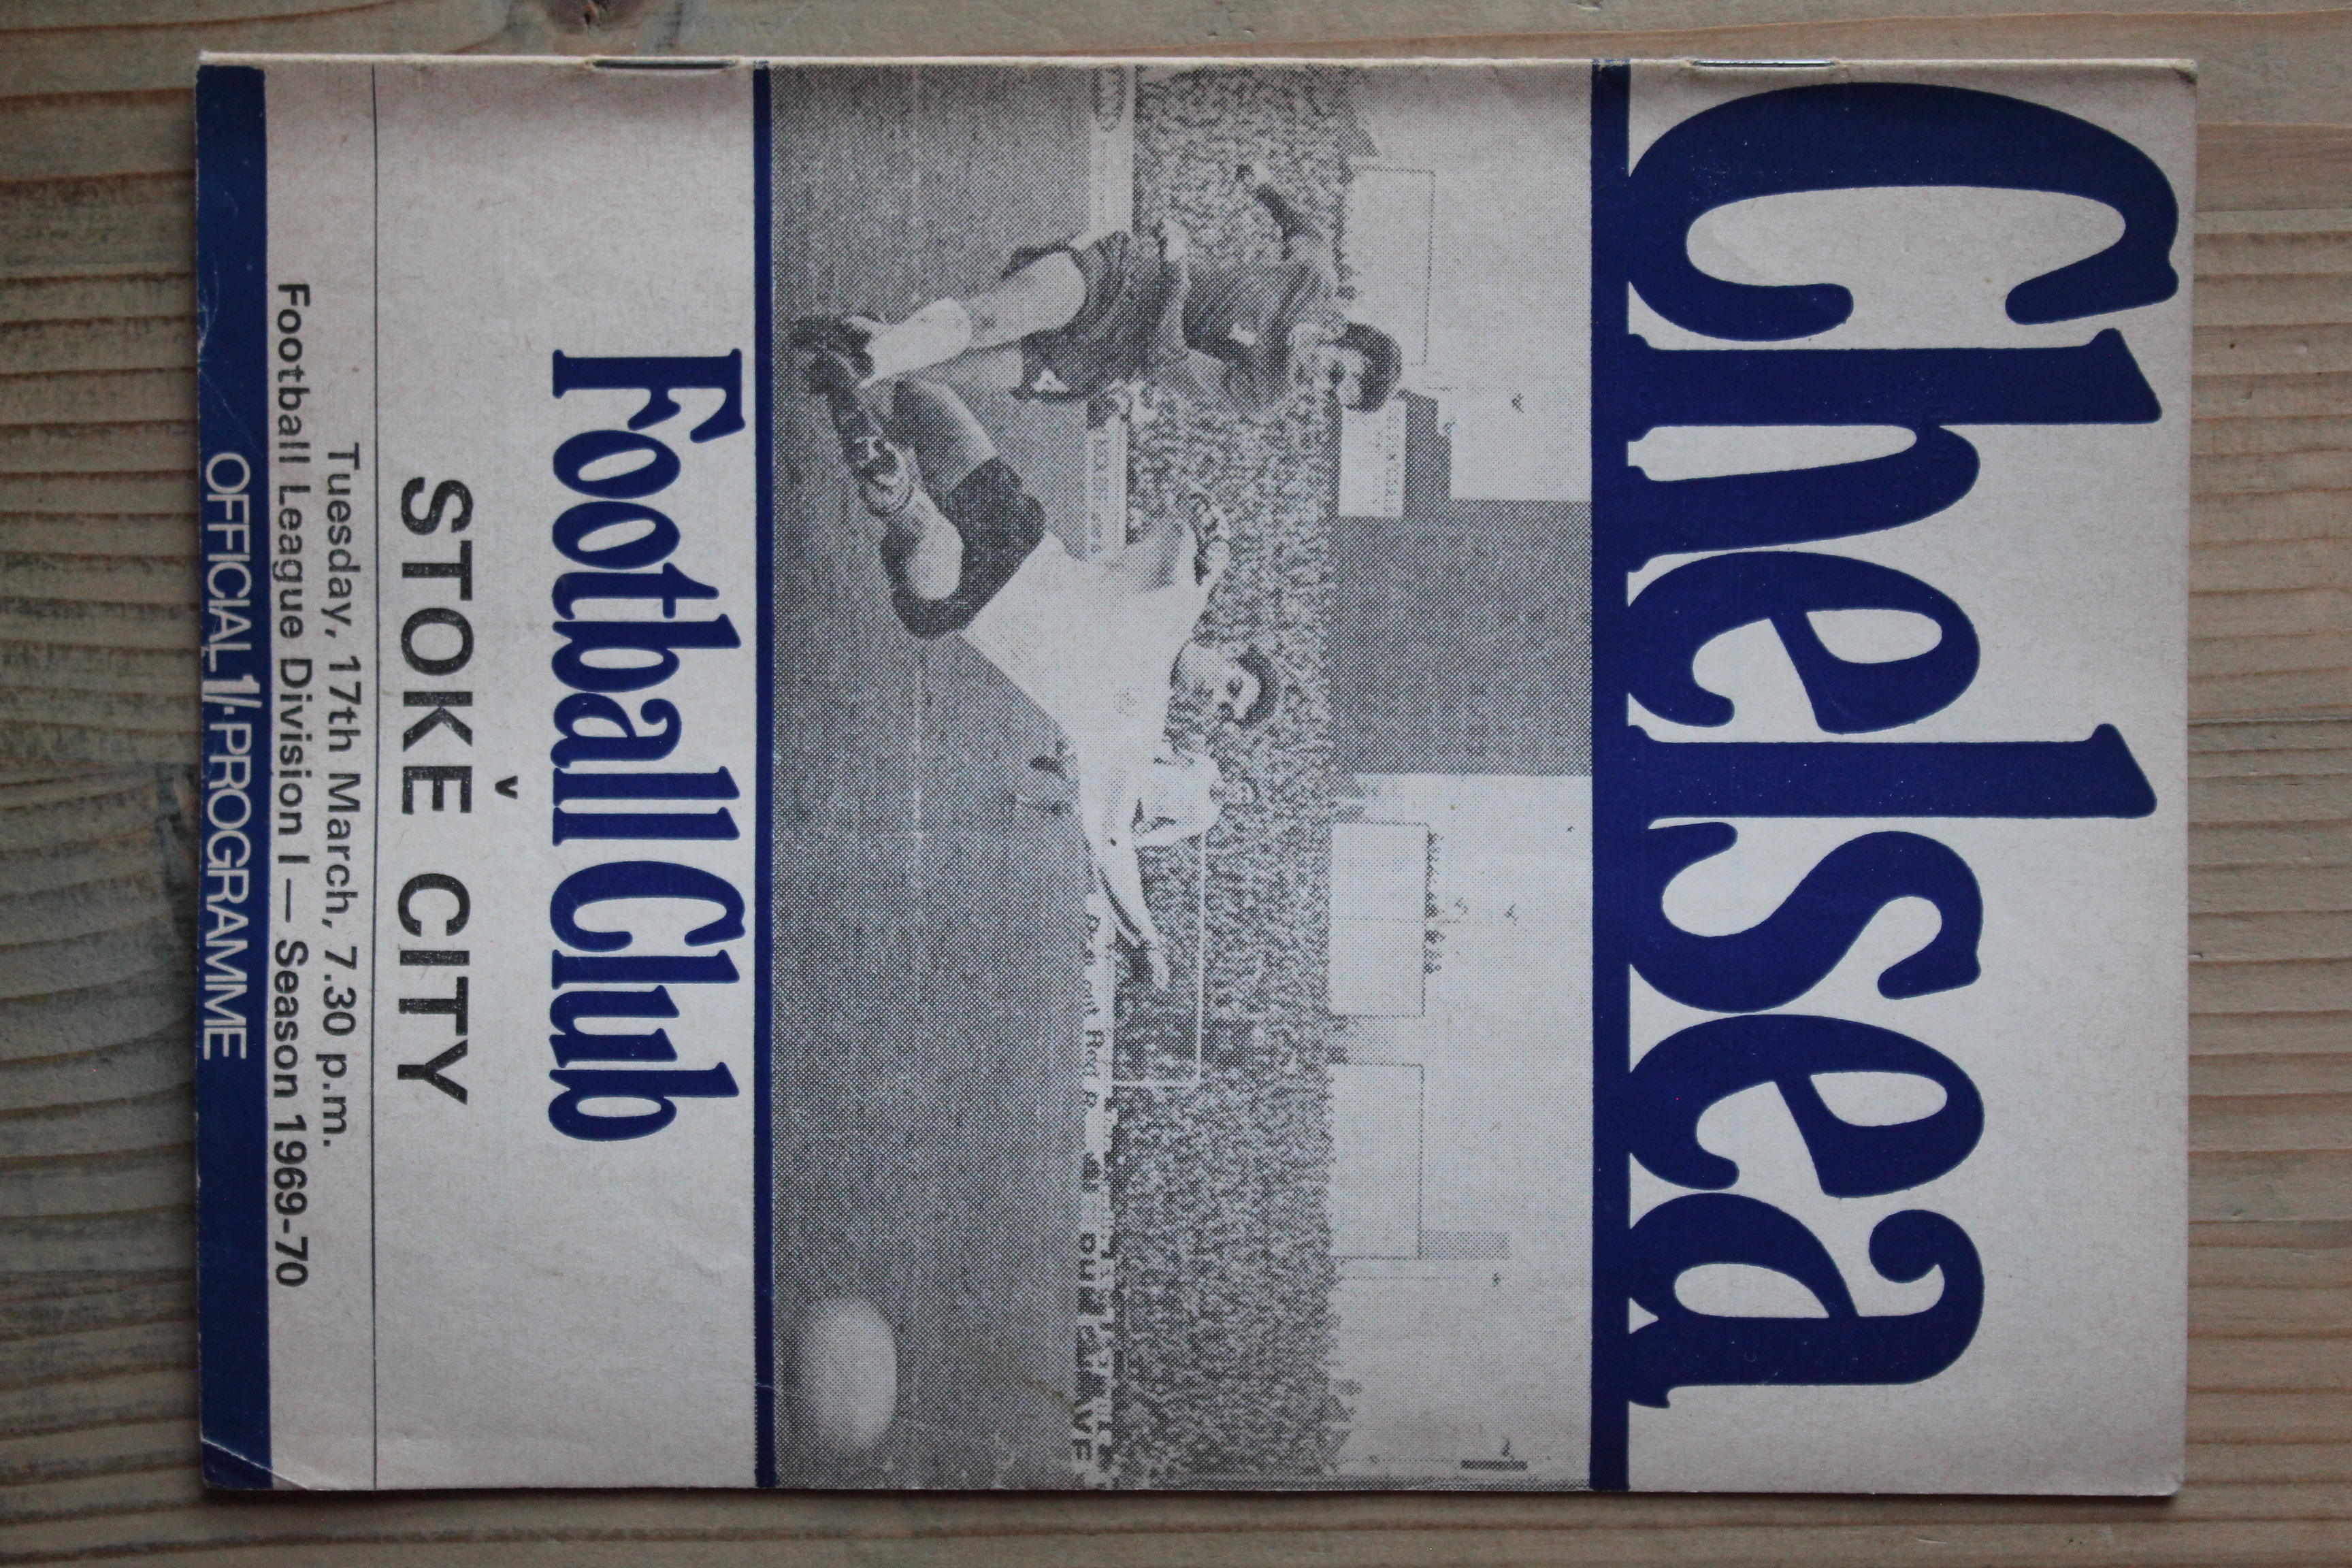 Chelsea
Football Club
v
STOKE CITY
Tuesday, 17th March, 7.30 p.m.
Football League Division I — Season 1969-70
OFFICIAL 1/- PROGRAMME